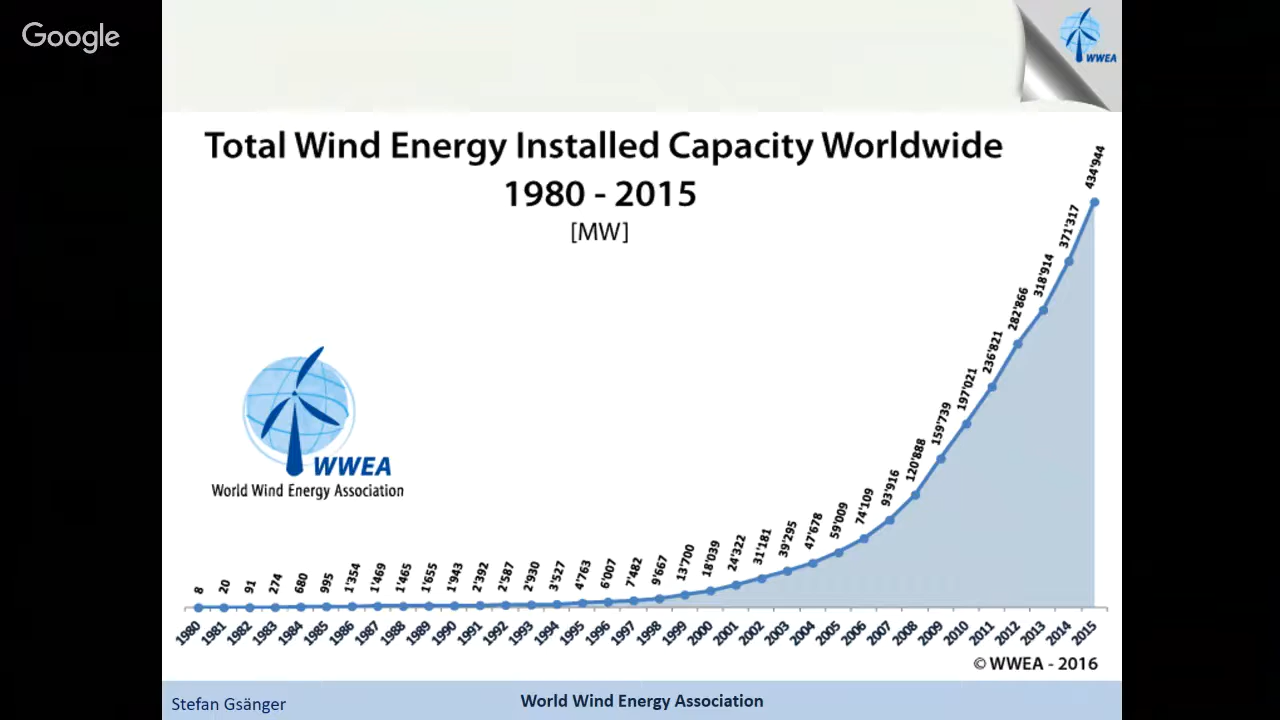 Google
WWEA
Total Wind Energy Installed Capacity Worldwide
1980 - 2015
[MW]
WWEA
World Wind Energy Association
8 20 91 274 680 995 1'354 1'469 1'465 1'655 1'943 2'392 2'587 2'930 3'527 4'763 6'007 7'482 9'667 13'700 18'039 24'322 31'181 39'295 47'678 59'009 74'109 93'916 120'888 159'739 197'021 236'821 282'866 318'914 371'317 434'944
1980 1981 1982 1983 1984 1985 1986 1987 1988 1989 1990 1991 1992 1993 1994 1995 1996 1997 1998 1999 2000 2001 2002 2003 2004 2005 2006 2007 2008 2009 2010 2011 2012 2013 2014 2015
© WWEA - 2016
Stefan Gsänger
World Wind Energy Association